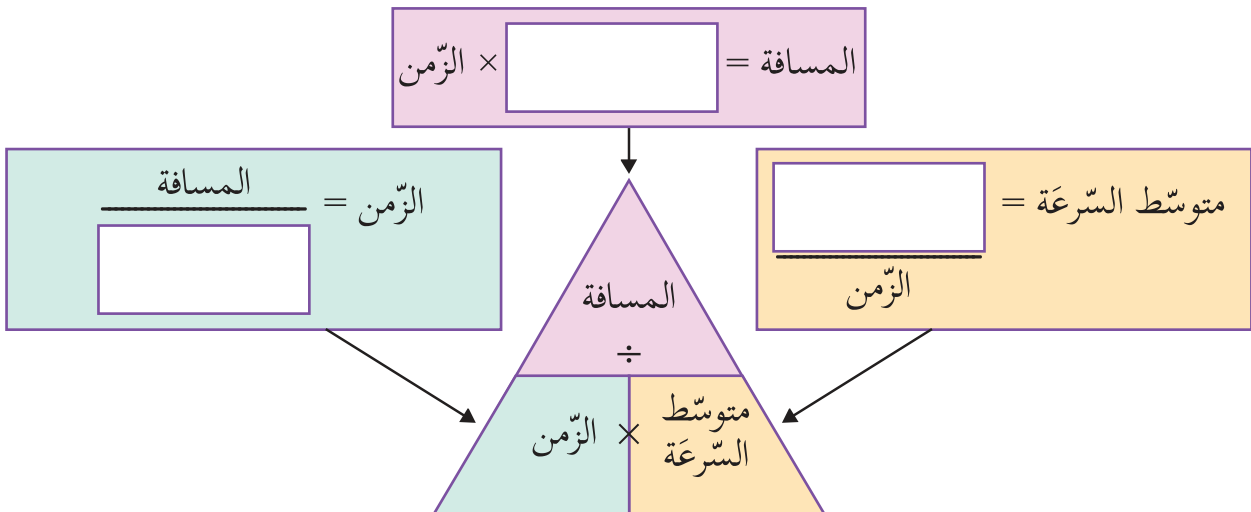 المسافة = × الزّمن
متوسّط السّرعَة =
الزّمن
الزّمن = المسافة
المسافة
÷
متوسّط
السّرعَة × الزّمن